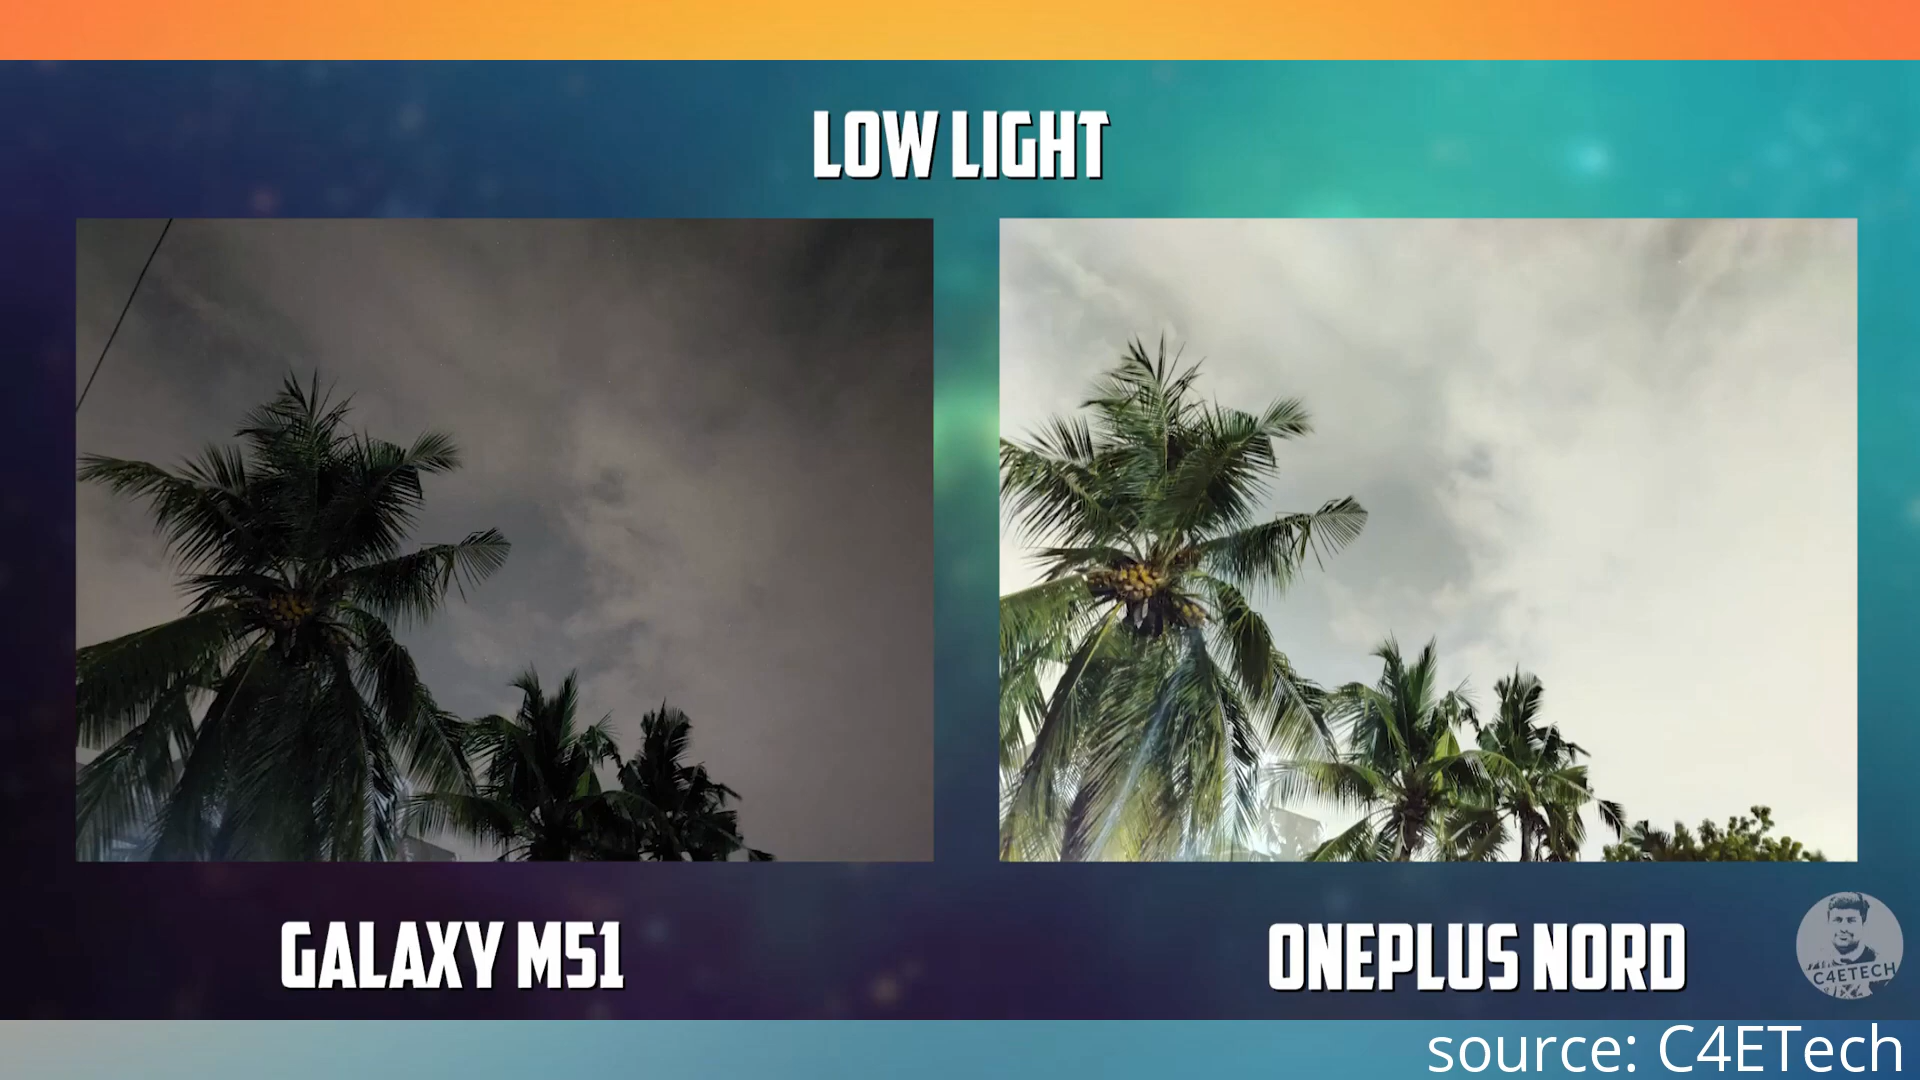 LOW LIGHT
GALAXY M51
ONEPLUS NORD
C4ETECH
source: C4ETech